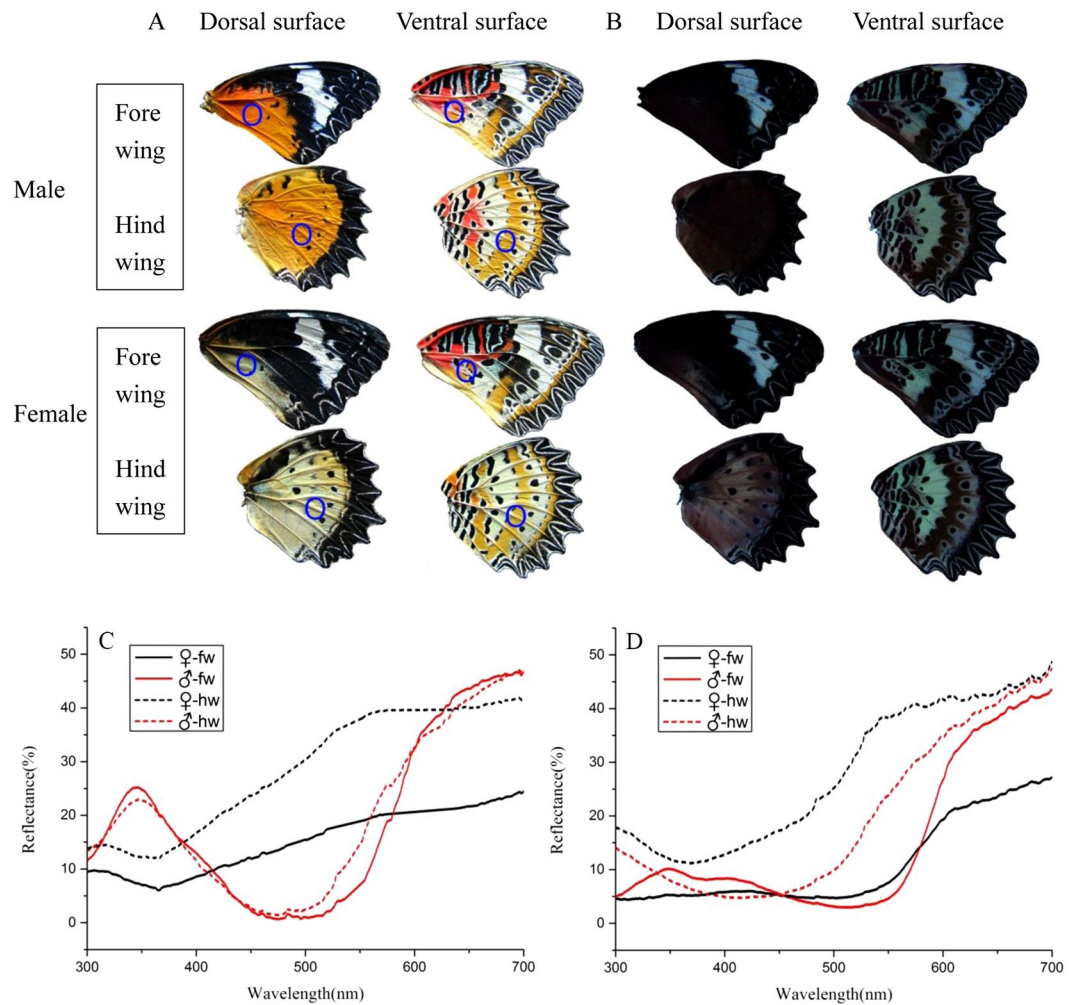 A Dorsal surface Ventral surface B Dorsal surface Ventral surface
Male
Fore
wing
Hind
wing
Female
Fore
wing
Hind
wing
C
♀-fw
♂-fw
♀-hw
♂-hw
Reflectance(%)
50
40
30
20
10
0
300 400 500 600 700
Wavelength(nm)
D
♀-fw
♂-fw
♀-hw
♂-hw
Reflectance(%)
50
40
30
20
10
0
300 400 500 600 700
Wavelength(nm)